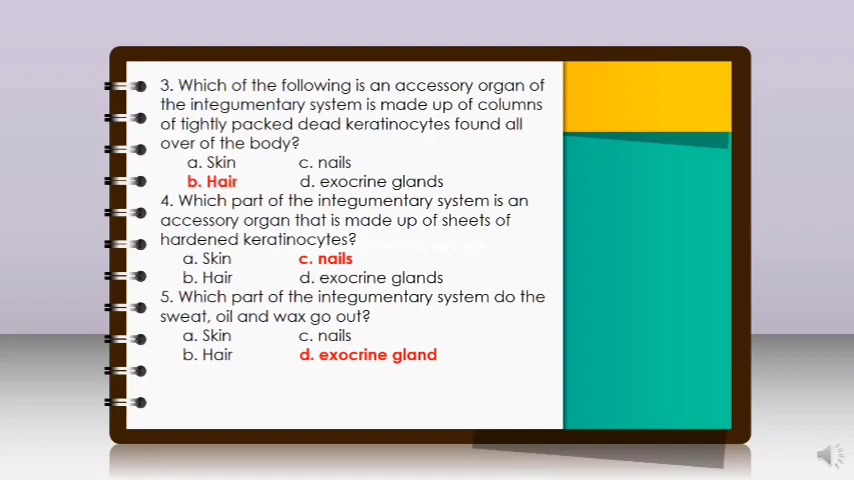 3. Which of the following is an accessory organ of
the integumentary system is made up of columns
of tightly packed dead keratinocytes found all
over of the body?
a. Skin c. nails
b. Hair d. exocrine glands
4. Which part of the integumentary system is an
accessory organ that is made up of sheets of
hardened keratinocytes?
a. Skin c. nails
b. Hair d. exocrine glands
5. Which part of the integumentary system do the
sweat, oil and wax go out?
a. Skin c. nails
b. Hair d. exocrine gland